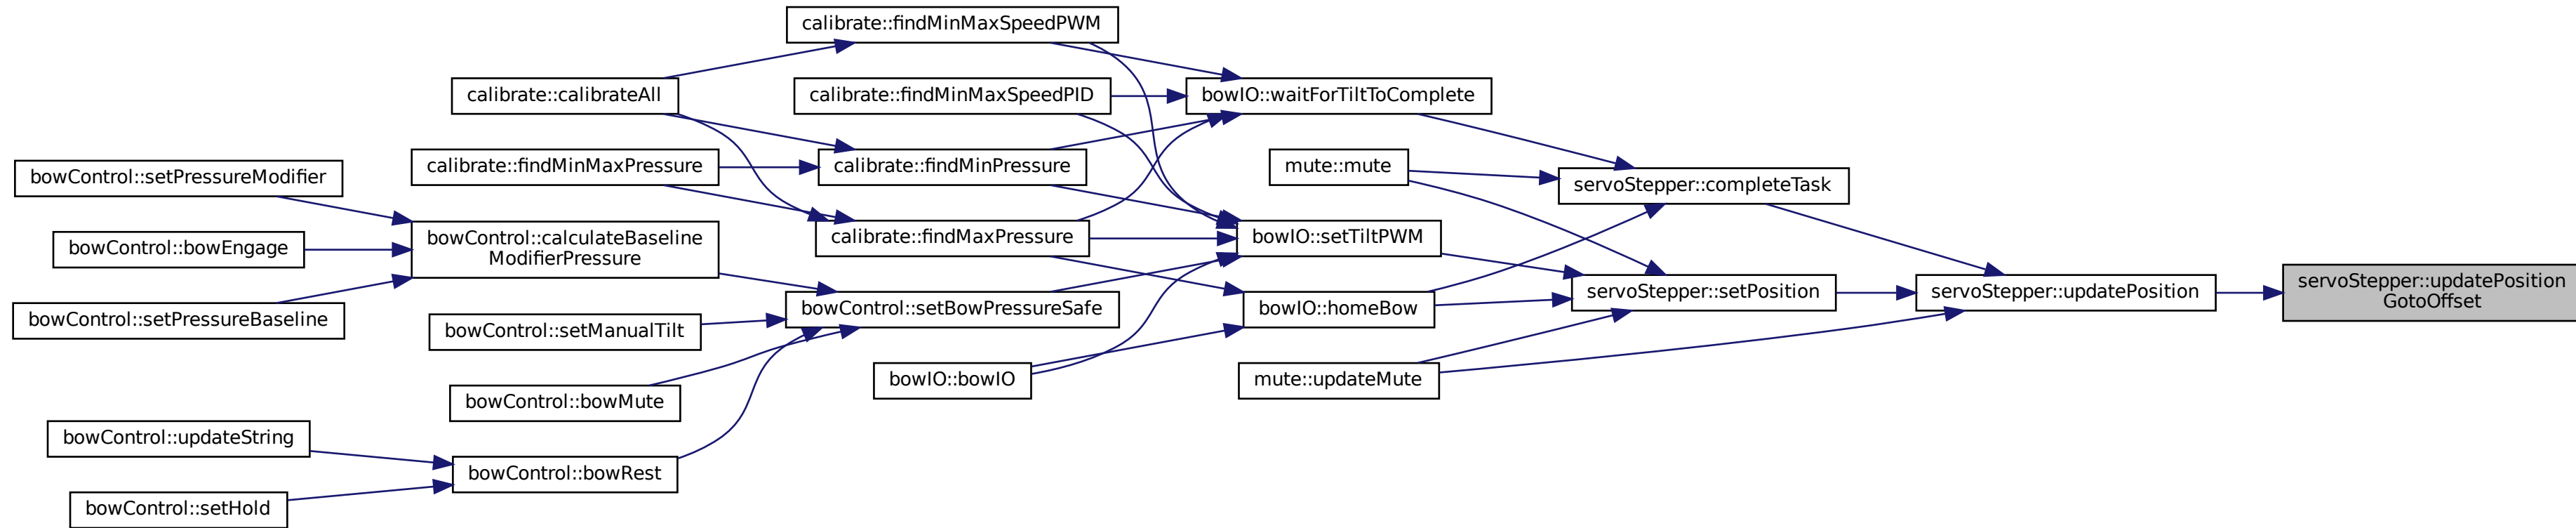 calibrate::findMinMaxSpeedPWM
calibrate::calibrateAll
calibrate::findMinMaxSpeedPID
bowIO::waitForTiltToComplete
bowControl::setPressureModifier
calibrate::findMinMaxPressure
calibrate::findMinPressure
mute::mute
servoStepper::completeTask
bowControl::bowEngage
bowControl::calculateBaseline
ModifierPressure
calibrate::findMaxPressure
bowIO::setTiltPWM
bowControl::setPressureBaseline
bowControl::setManualTilt
bowControl::setBowPressureSafe
bowIO::homeBow
servoStepper::setPosition
servoStepper::updatePosition
servoStepper::updatePosition
GotoOffset
bowControl::bowMute
bowIO::bowIO
mute::updateMute
bowControl::updateString
bowControl::bowRest
bowControl::setHold